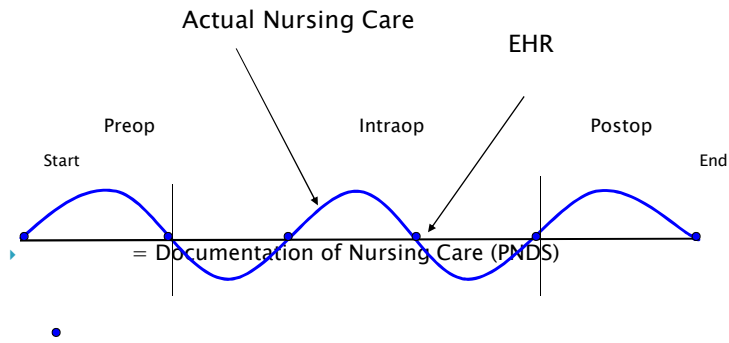 Actual Nursing Care
EHR
Preop
Intraop
Postop
Start
End
= Documentation of Nursing Care (PNDS)